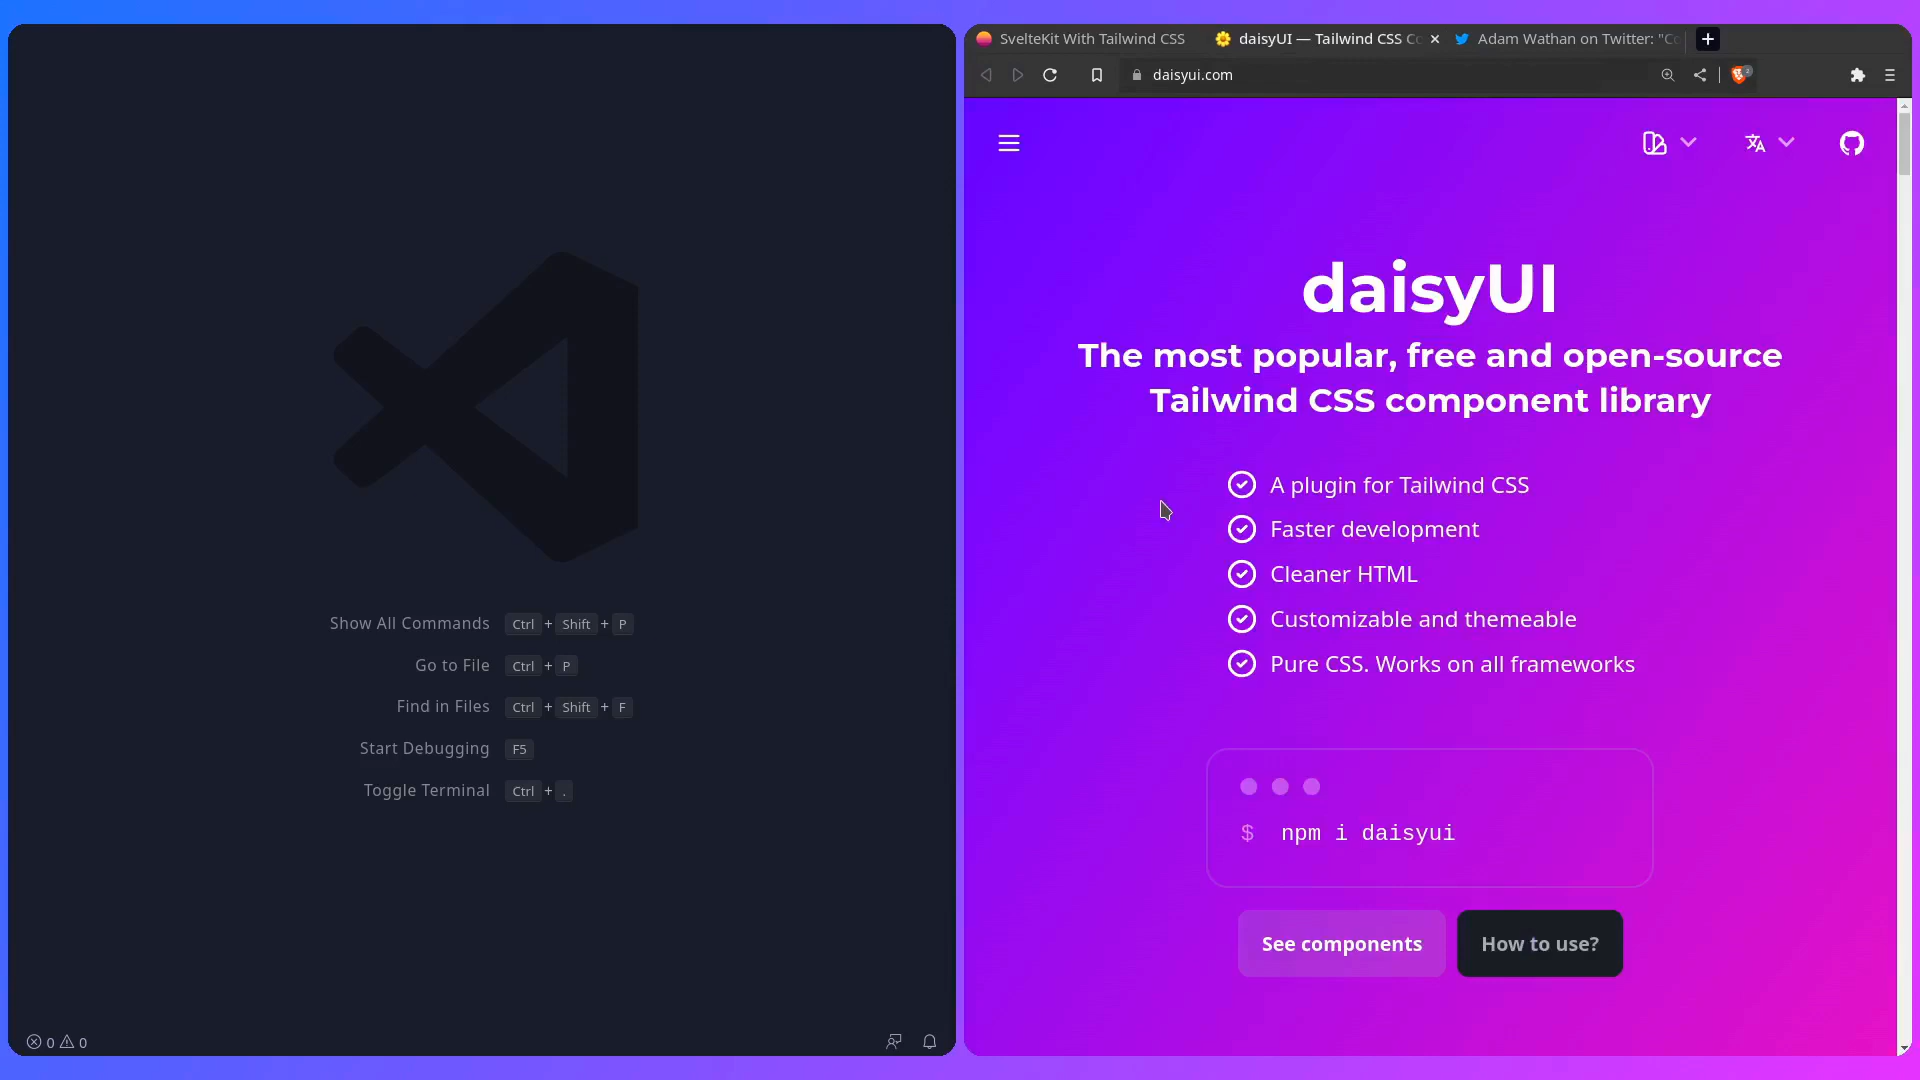 Show All Commands Ctrl + Shift + P
Go to File Ctrl + P
Find in Files Ctrl + Shift + F
Start Debugging F5
Toggle Terminal Ctrl + .
0 0
SvelteKit With Tailwind CSS
daisyUI — Tailwind CSS Co
Adam Wathan on Twitter: "Co
daisyui.com
daisyUI
The most popular, free and open-source
Tailwind CSS component library
A plugin for Tailwind CSS
Faster development
Cleaner HTML
Customizable and themeable
Pure CSS. Works on all frameworks
$ npm i daisyui
See components
How to use?